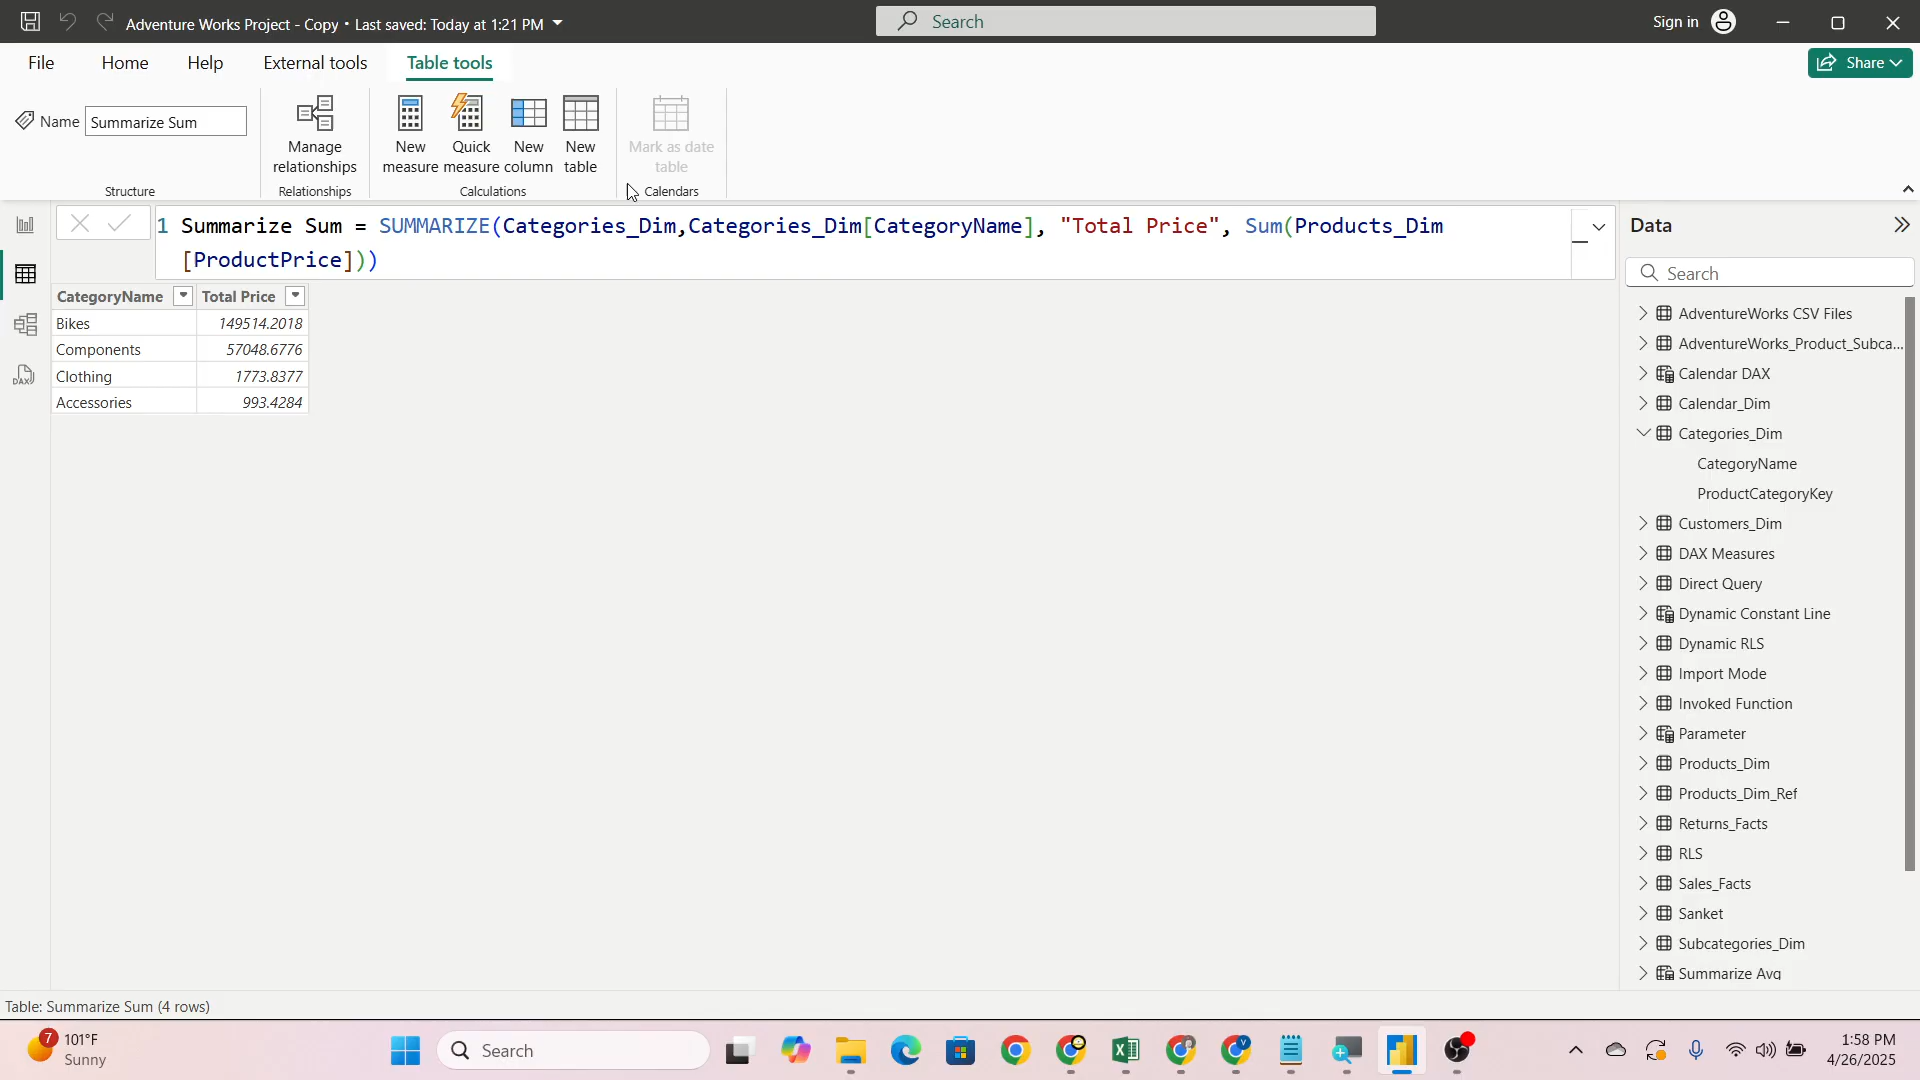 Adventure Works Project - Copy • Last saved: Today at 1:21 PM
Search
Sign in
File
Home
Help
External tools
Table tools
Share
Name
Summarize Sum
Manage relationships
New measure
Quick measure
New column
New table
Mark as date table
Structure
Relationships
Calculations
Calendars
1 Summarize Sum = SUMMARIZE(Categories_Dim,Categories_Dim[CategoryName], "Total Price", Sum(Products_Dim
[ProductPrice]))
CategoryName Total Price
Bikes 149514.2018
Components 57048.6776
Clothing 1773.8377
Accessories 993.4284
DAX
Data
Search
AdventureWorks CSV Files
AdventureWorks_Product_Subca...
Calendar DAX
Calendar_Dim
Categories_Dim
CategoryName
ProductCategoryKey
Customers_Dim
DAX Measures
Direct Query
Dynamic Constant Line
Dynamic RLS
Import Mode
Invoked Function
Parameter
Products_Dim
Products_Dim_Ref
Returns_Facts
RLS
Sales_Facts
Sanket
Subcategories_Dim
Summarize Avg
Table: Summarize Sum (4 rows)
7
101°F
Sunny
Search
1:58 PM
4/26/2025